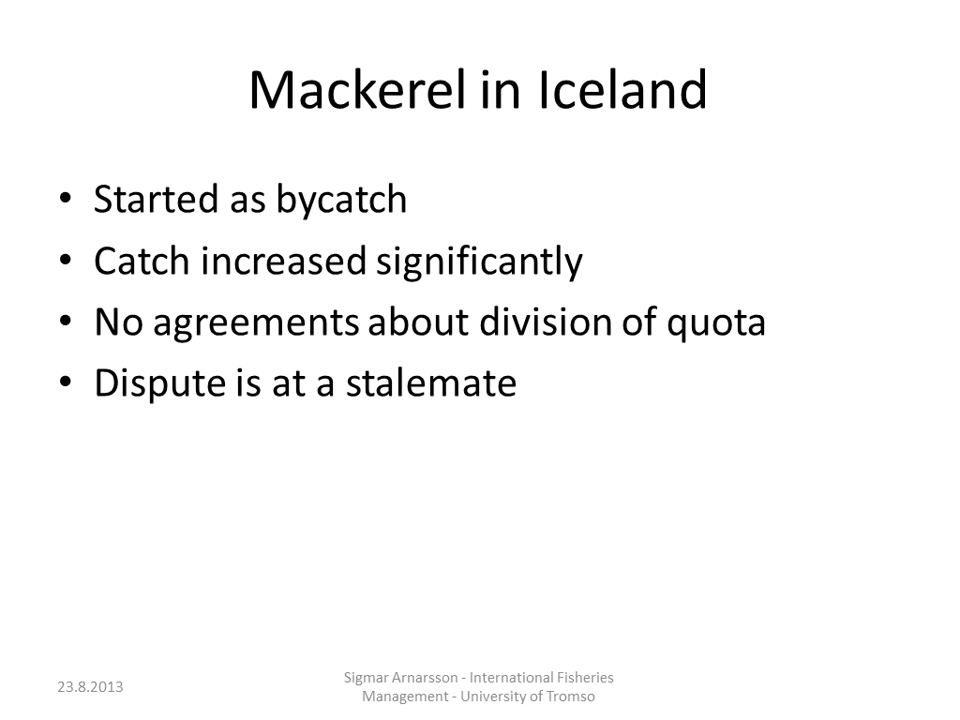 Mackerel in Iceland
• Started as bycatch
• Catch increased significantly
• No agreements about division of quota
• Dispute is at a stalemate
23.8.2013
Sigmar Arnarsson - International Fisheries
Management - University of Tromso